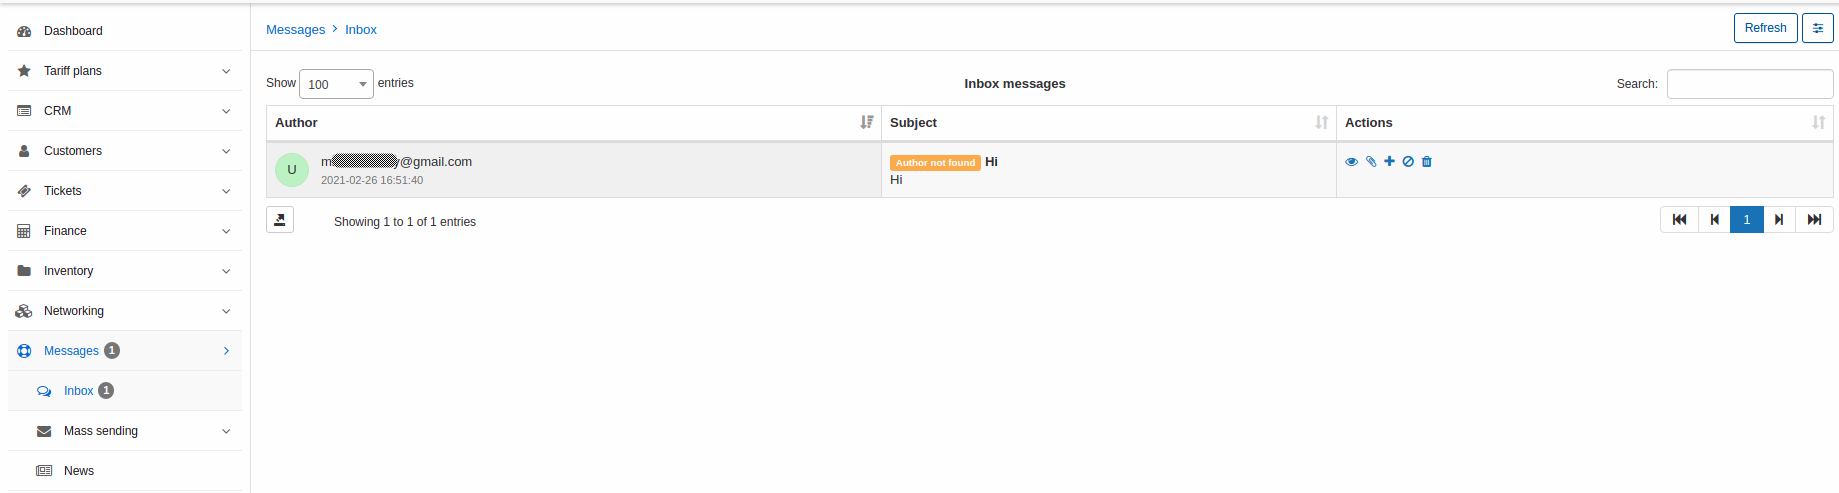 Dashboard
Tariff plans
CRM
Customers
Tickets
Finance
Inventory
Networking
Messages 1
Inbox 1
Mass sending
News
Messages > Inbox
Refresh
Show 100 entries
Inbox messages
Search:
Author Subject Actions
U
@gmail.com
2021-02-26 16:51:40
Author not found Hi
Hi
Showing 1 to 1 of 1 entries
1